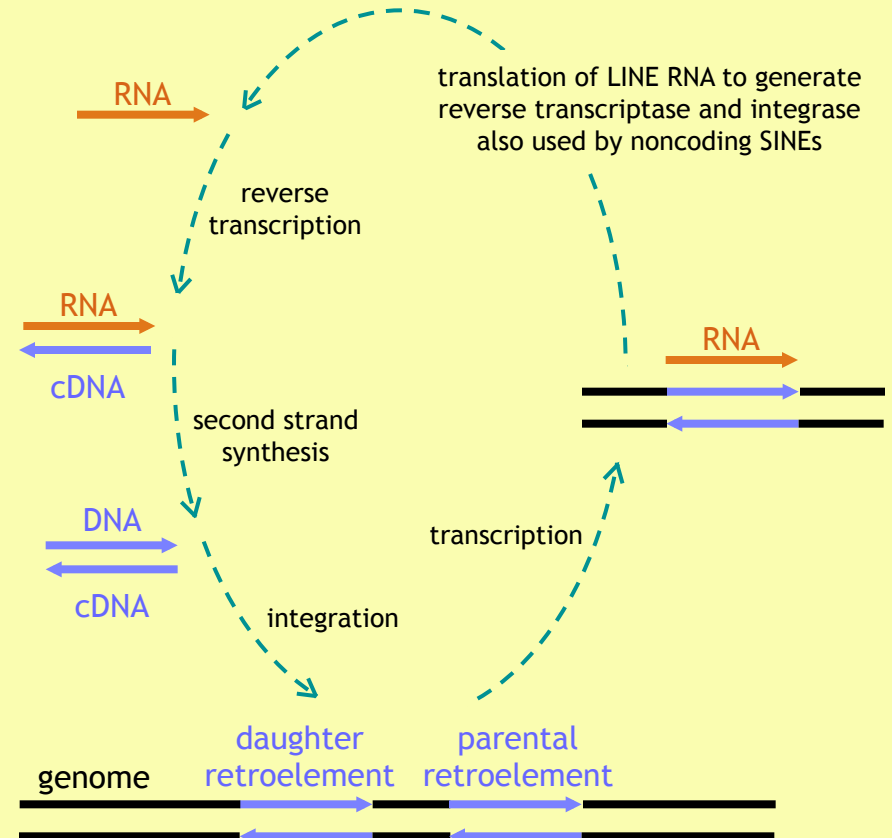 translation of LINE RNA to generate
reverse transcriptase and integrase
also used by noncoding SINEs
RNA
reverse
transcription
RNA
cDNA
RNA
second strand
synthesis
DNA
cDNA
transcription
integration
daughter
retroelement
parental
retroelement
genome